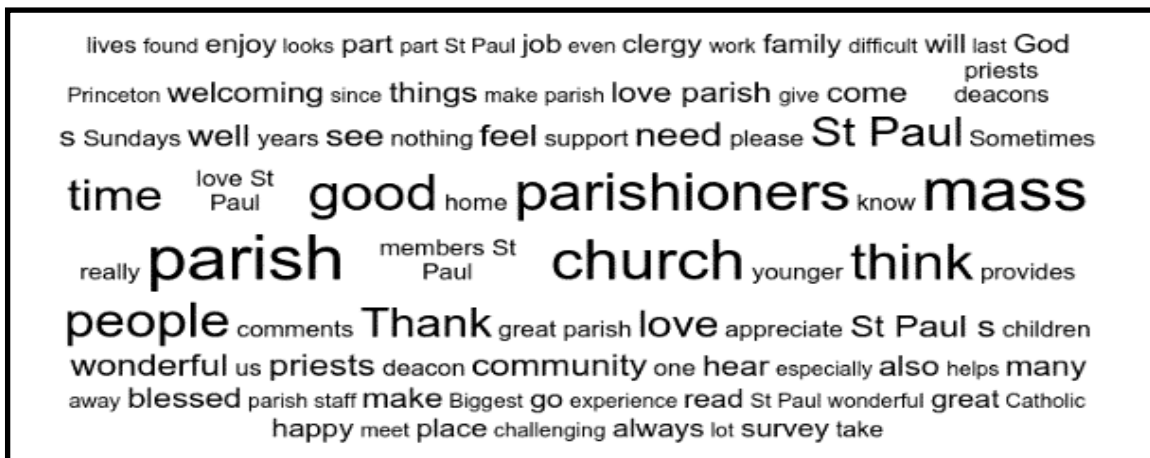 lives found enjoy looks part part St Paul job even clergy work family difficult will last God
Princeton welcoming since things make parish love parish give come priests deacons
s Sundays well years see nothing feel support need please St Paul Sometimes
time love St Paul good home parishioners know mass
really parish members St Paul church younger think provides
people comments Thank great parish love appreciate St Paul s children
wonderful us priests deacon community one hear especially also helps many
away blessed parish staff make Biggest go experience read St Paul wonderful great Catholic
happy meet place challenging always lot survey take